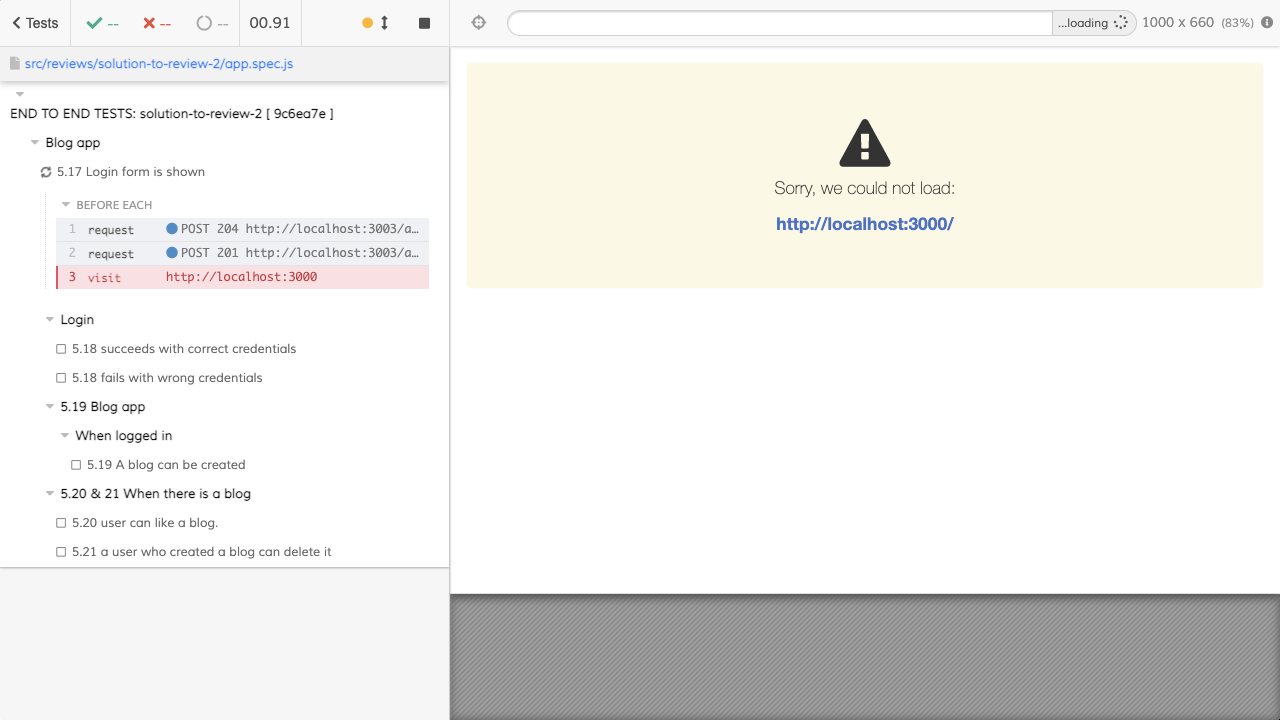 Tests
--
--
--
00.91
...loading
1000 x 660 (83%)
src/reviews/solution-to-review-2/app.spec.js
END TO END TESTS: solution-to-review-2 [ 9c6ea7e ]
Blog app
5.17 Login form is shown
BEFORE EACH
1 request POST 204 http://localhost:3003/a…
2 request POST 201 http://localhost:3003/a…
3 visit http://localhost:3000
Login
5.18 succeeds with correct credentials
5.18 fails with wrong credentials
5.19 Blog app
When logged in
5.19 A blog can be created
5.20 & 21 When there is a blog
5.20 user can like a blog.
5.21 a user who created a blog can delete it
Sorry, we could not load:
http://localhost:3000/